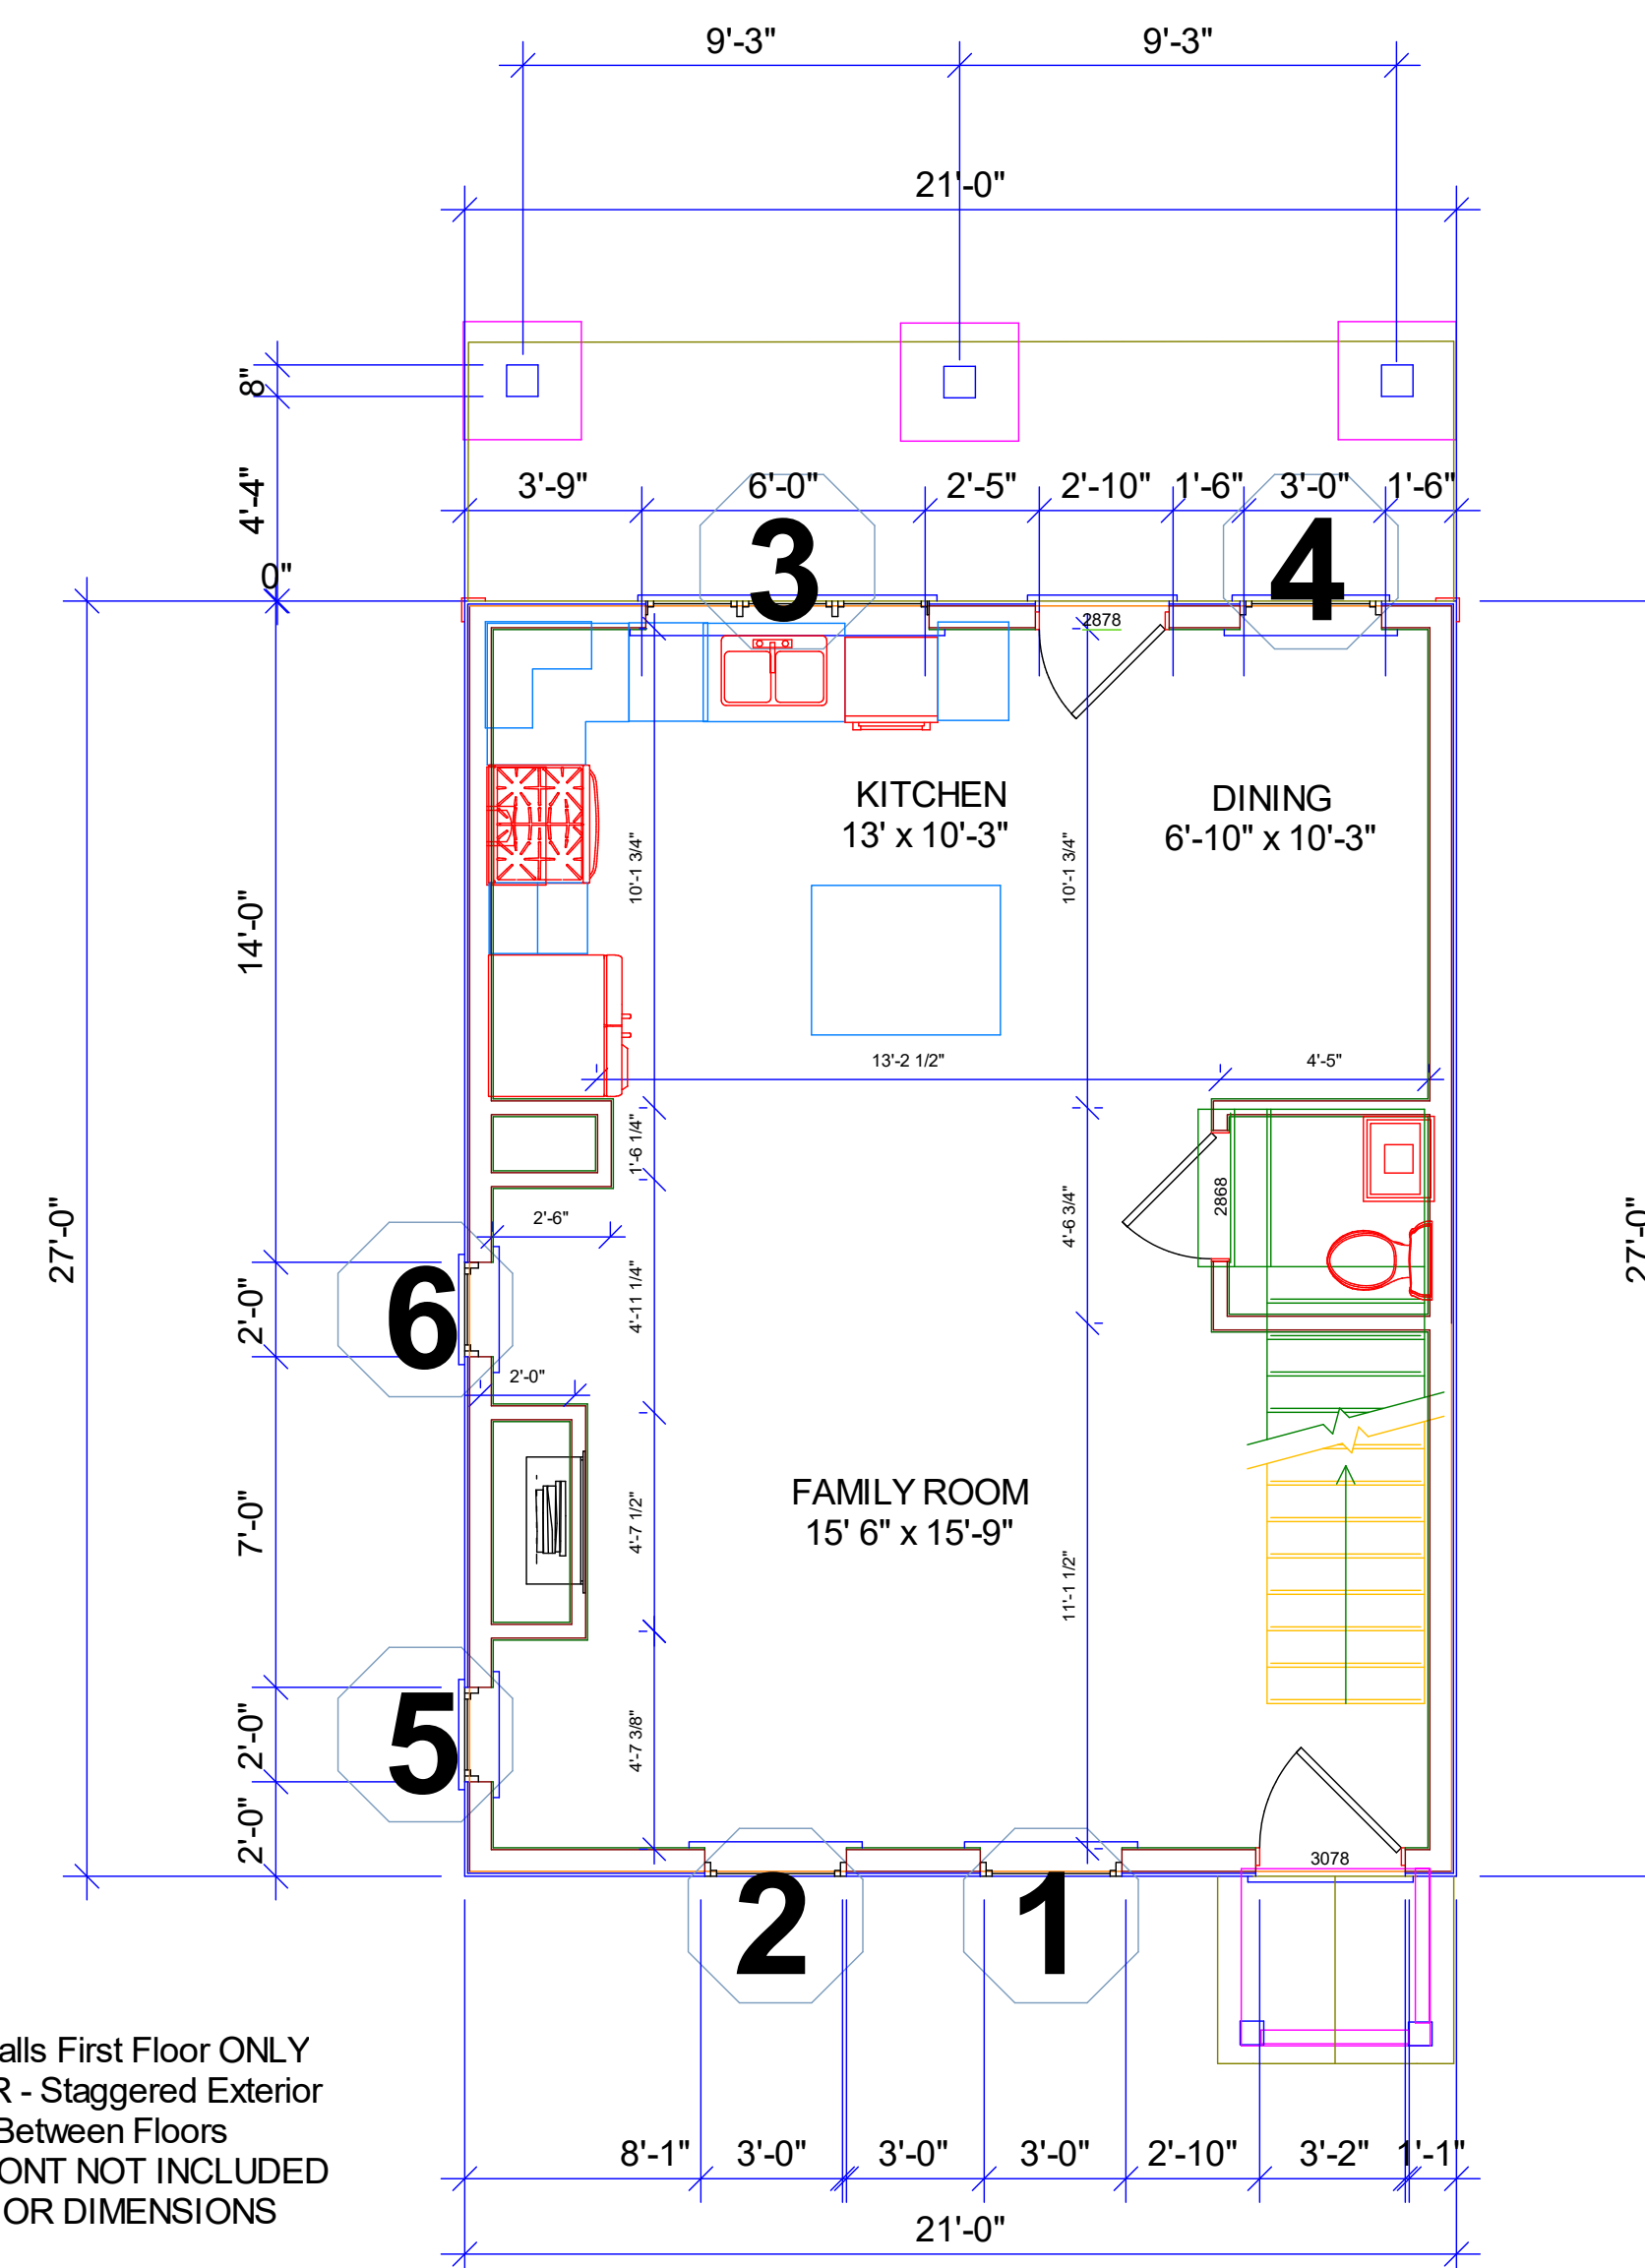 9'-3" 9'-3"
21'-0"
8"
4'-4"
0"
3'-9" 6'-0" 2'-5" 2'-10" 1'-6" 3'-0" 1'-6"
3 4
2878
KITCHEN
13' x 10'-3"
DINING
6'-10" x 10'-3"
10'-1 3/4" 10'-1 3/4"
14'-0"
13'-2 1/2" 4'-5"
1'-6 1/4"
4'-6 3/4"
2868
2'-6"
27'-0" 27'-0"
6
2'-0"
4'-11 1/4"
2'-0"
FAMILY ROOM
15' 6" x 15'-9"
7'-0"
4'-7 1/2"
11'-1 1/2"
5
2'-0"
4'-7 3/8"
2'-0"
3078
2 1
alls First Floor ONLY
R - Staggered Exterior
Between Floors
ONT NOT INCLUDED
OR DIMENSIONS
8'-1" 3'-0" 3'-0" 3'-0" 2'-10" 3'-2" 1'-1"
21'-0"